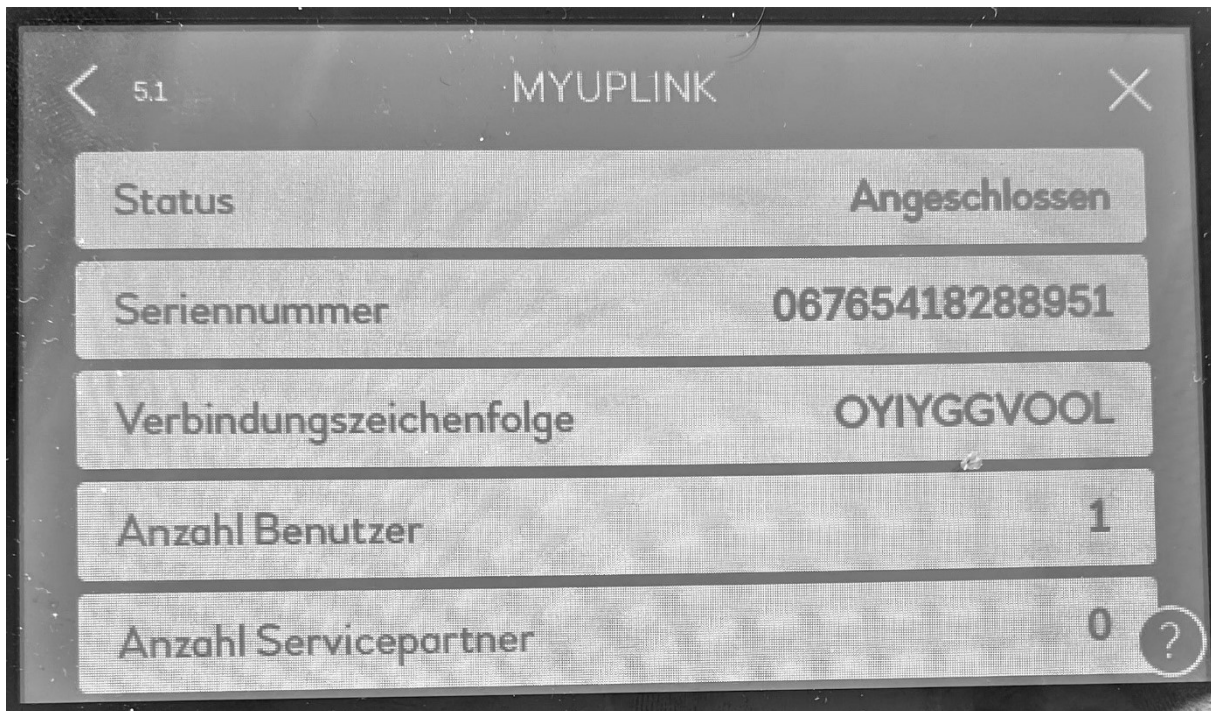 5.1 MYUPLINK
Status Angeschlossen
Seriennummer 06765418288951
Verbindungszeichenfolge OYIYGGVOOL
Anzahl Benutzer 1
Anzahl Servicepartner 0
?